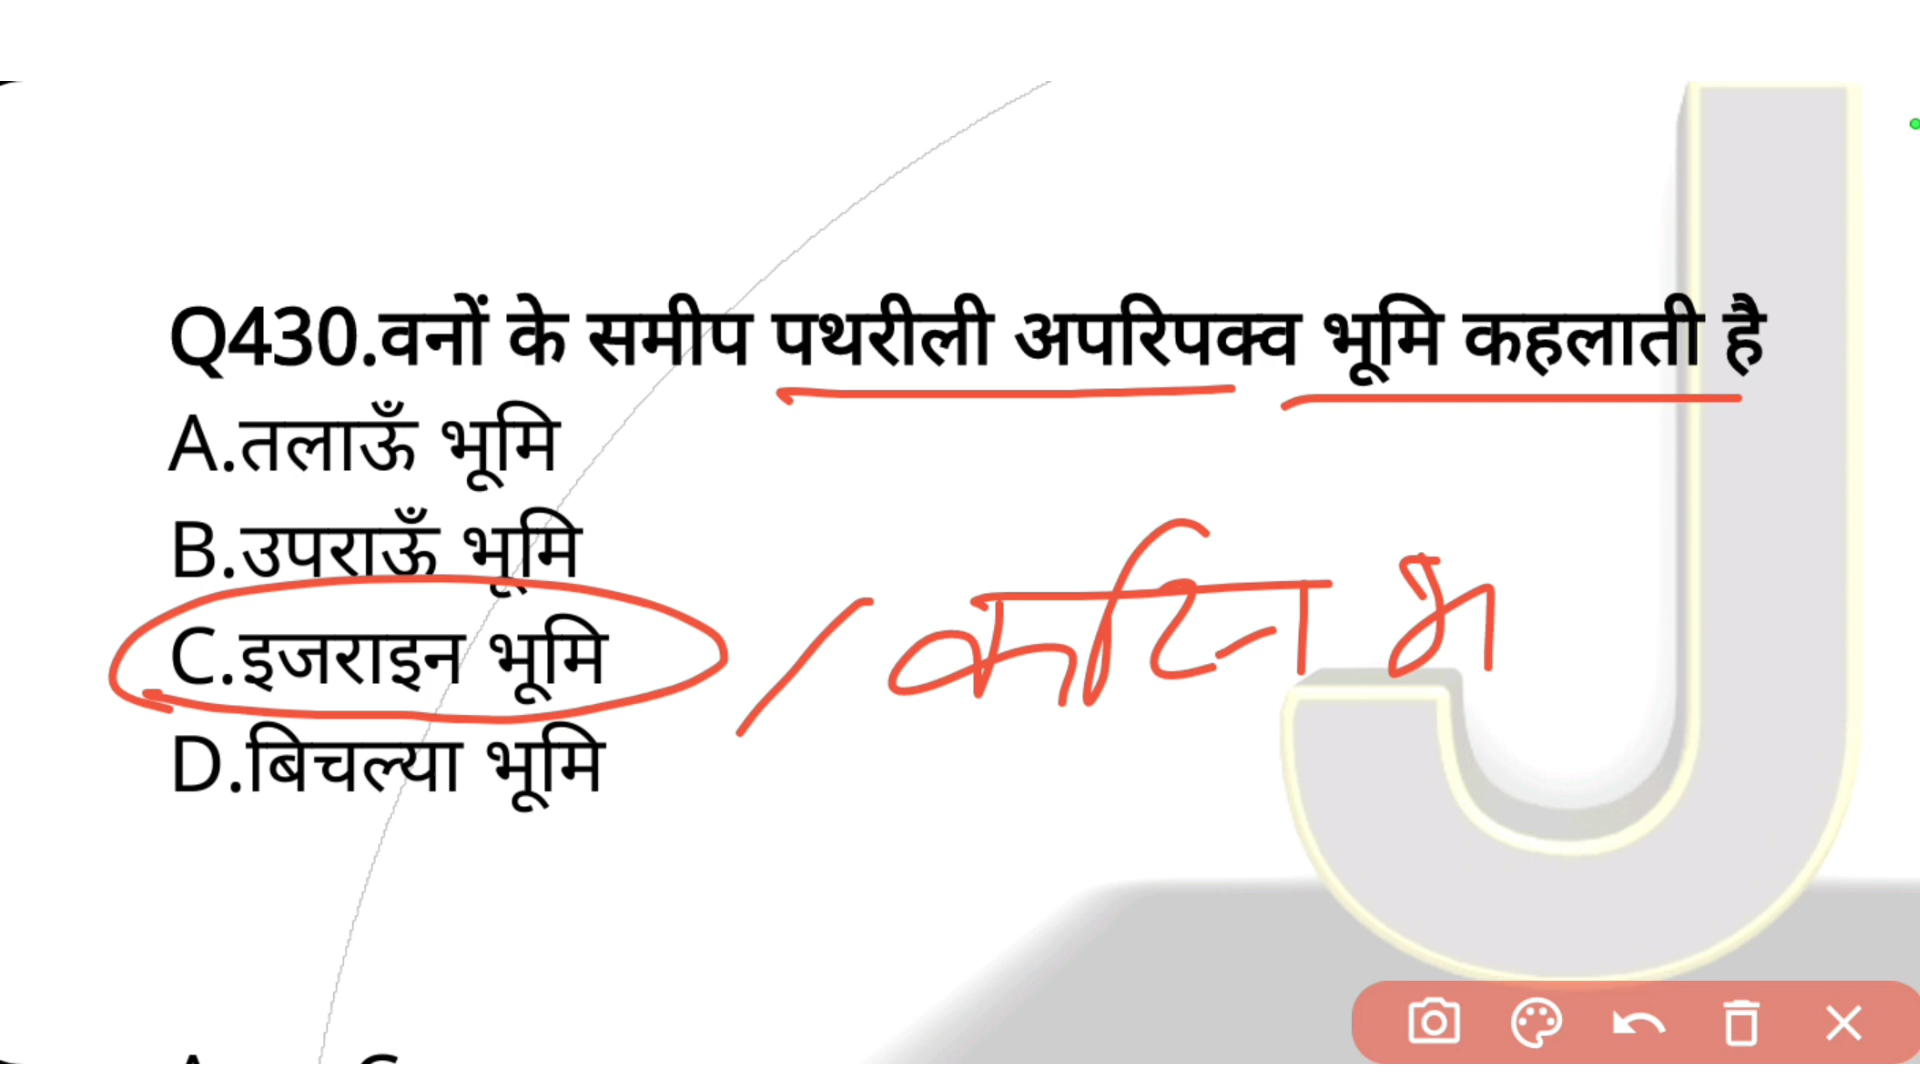 Q430.वनों के समीप पथरीली अपरिपक्व भूमि कहलाती है
A.तलाऊँ भूमि
B.उपराऊँ भूमि
C.इजराइन भूमि
D.बिचल्या भूमि